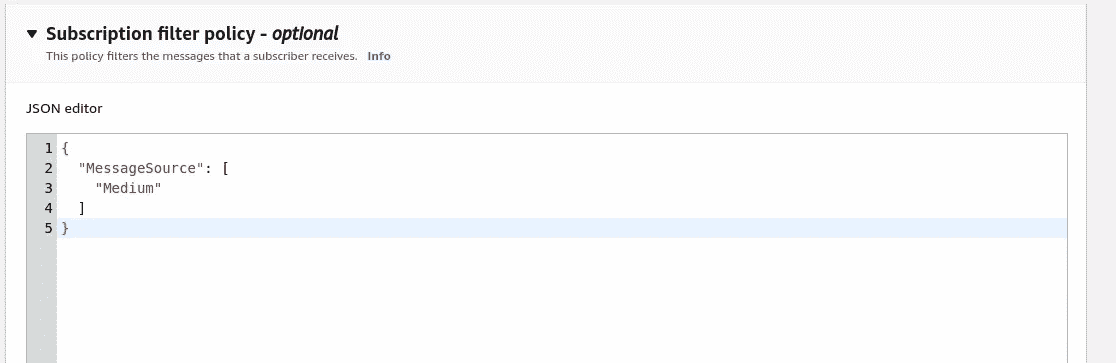 ▼ Subscription filter policy - optional
This policy filters the messages that a subscriber receives. Info
JSON editor
1 {
2   "MessageSource": [
3     "Medium"
4   ]
5 }